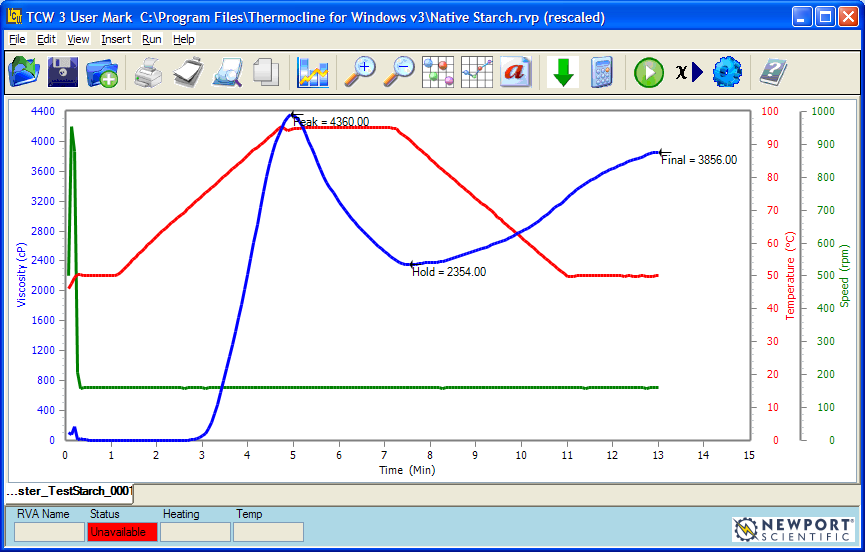 TCW 3 User Mark  C:\Program Files\Thermocline for Windows v3\Native Starch.rvp (rescaled)
File Edit View Insert Run Help
a χ ?
4400 100 1000
Peak = 4360.00
4000 90 900
Final = 3856.00
3600 80 800
3200 70 700
2800 60 600
2400 50 500
Hold = 2354.00
2000 40 400
1600 30 300
1200 20 200
800 10 100
400 0 0
0
Viscosity (cP)
Temperature (°C)
Speed (rpm)
0 1 2 3 4 5 6 7 8 9 10 11 12 13 14 15
Time (Min)
...ster_TestStarch_0001
RVA Name Status Heating Temp
Unavailable
NEWPORT®
SCIENTIFIC